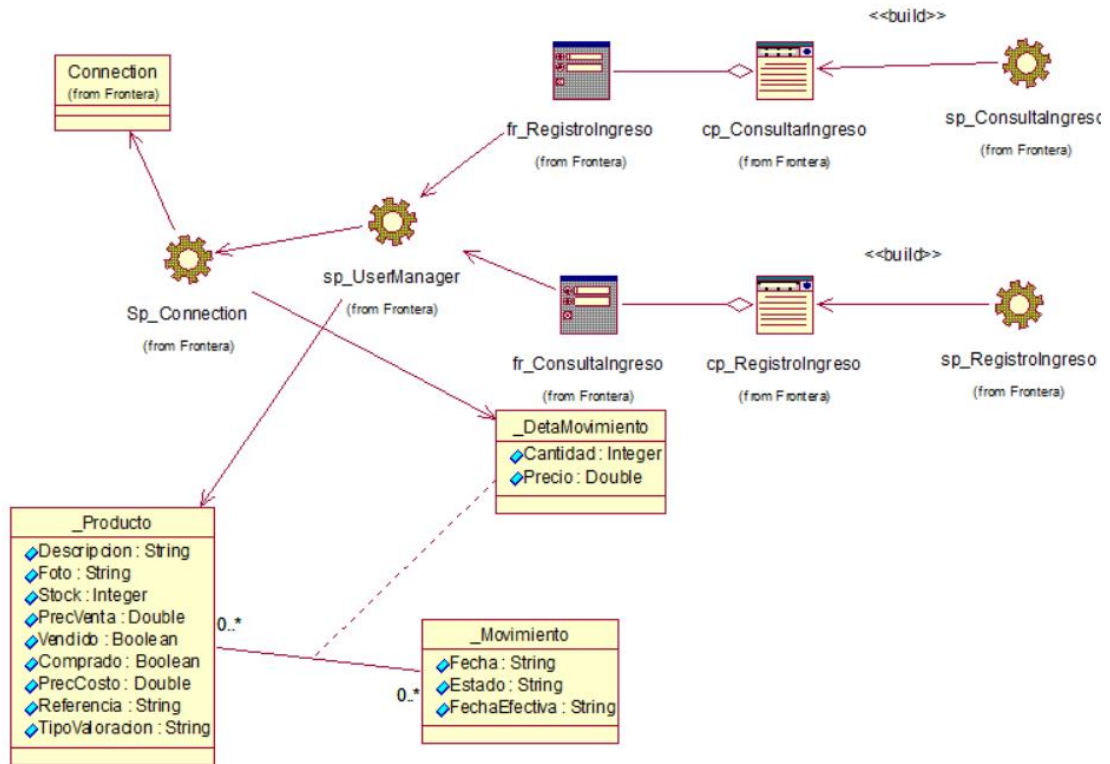 <<build>>
Connection
(from Frontera)
fr_RegistroIngreso
(from Frontera)
cp_ConsultarIngreso
(from Frontera)
sp_ConsultaIngreso
(from Frontera)
<<build>>
sp_UserManager
(from Frontera)
Sp_Connection
(from Frontera)
fr_ConsultaIngreso
(from Frontera)
cp_RegistroIngreso
(from Frontera)
sp_RegistroIngreso
(from Frontera)
_DetaMovimiento
Cantidad : Integer
Precio : Double
_Producto
Descripcion : String
Foto : String
Stock : Integer
PrecVenta : Double
Vendido : Boolean
Comprado : Boolean
PrecCosto : Double
Referencia : String
TipoValoracion : String
0..*
0..*
_Movimiento
Fecha : String
Estado : String
FechaEfectiva : String